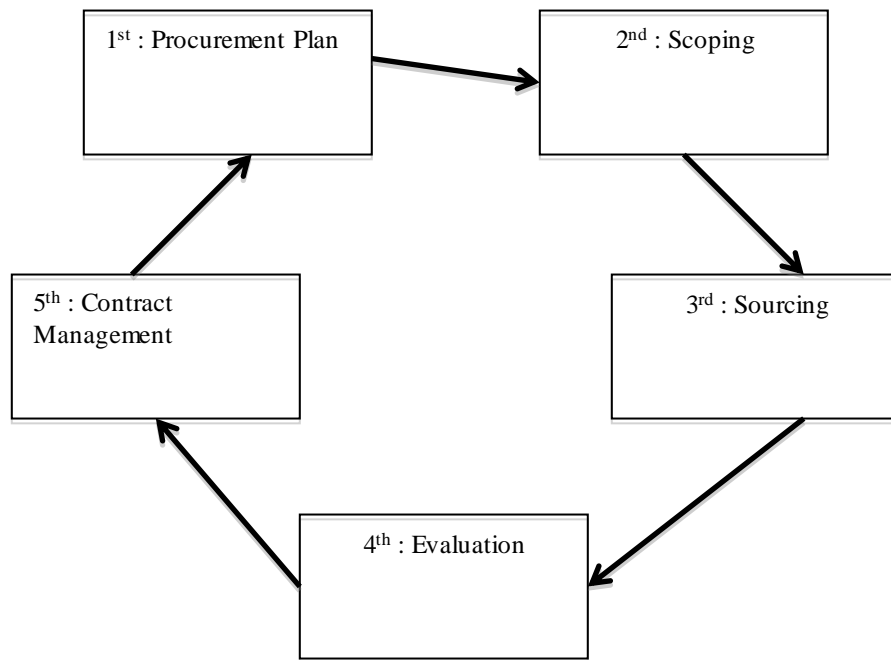 1st : Procurement Plan
2nd : Scoping
3rd : Sourcing
4th : Evaluation
5th : Contract
Management